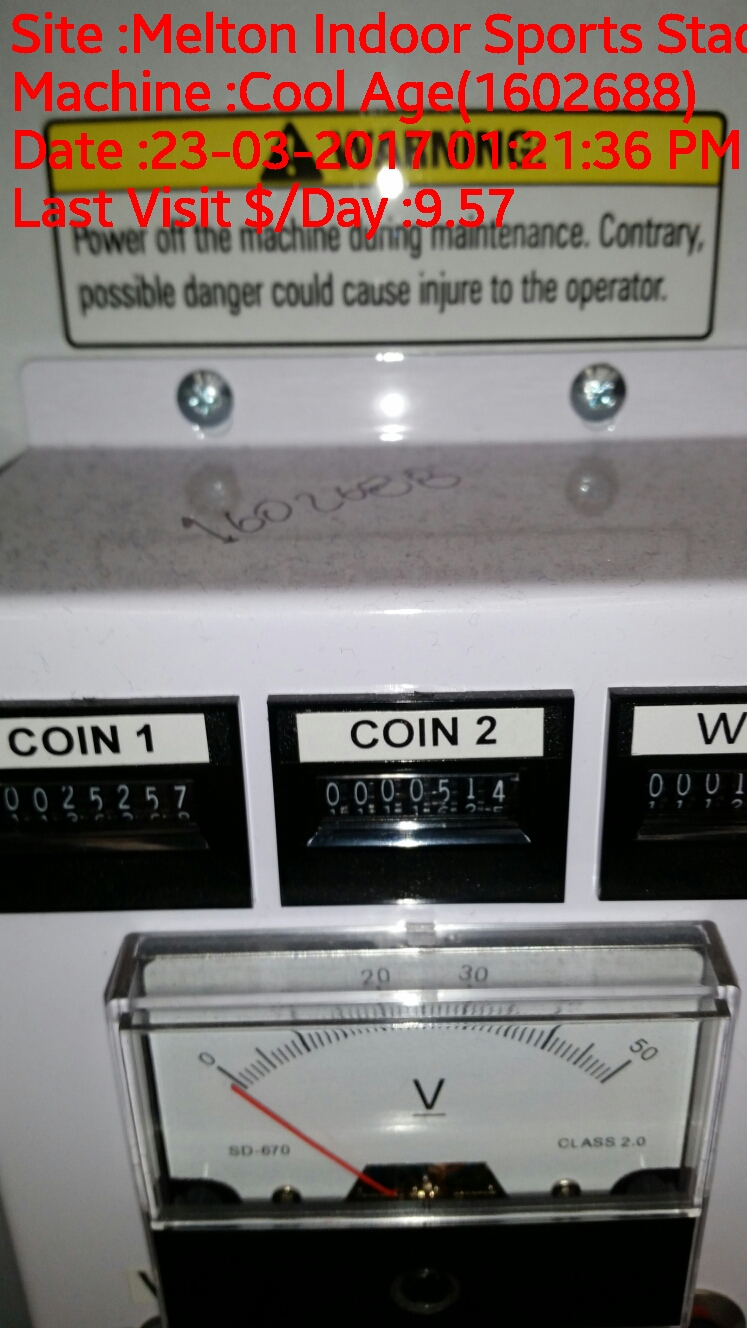 Site :Melton Indoor Sports Stad
Machine :Cool Age(1602688)
Date :23-03-2017 01:21:36 PM
WARNING
Last Visit $/Day :9.57
Power off the machine during maintenance. Contrary,
possible danger could cause injure to the operator.
1602688
COIN 1
COIN 2
W
0025257
0000514
0001
20 30
0 50
V
SD-670
CLASS 2.0